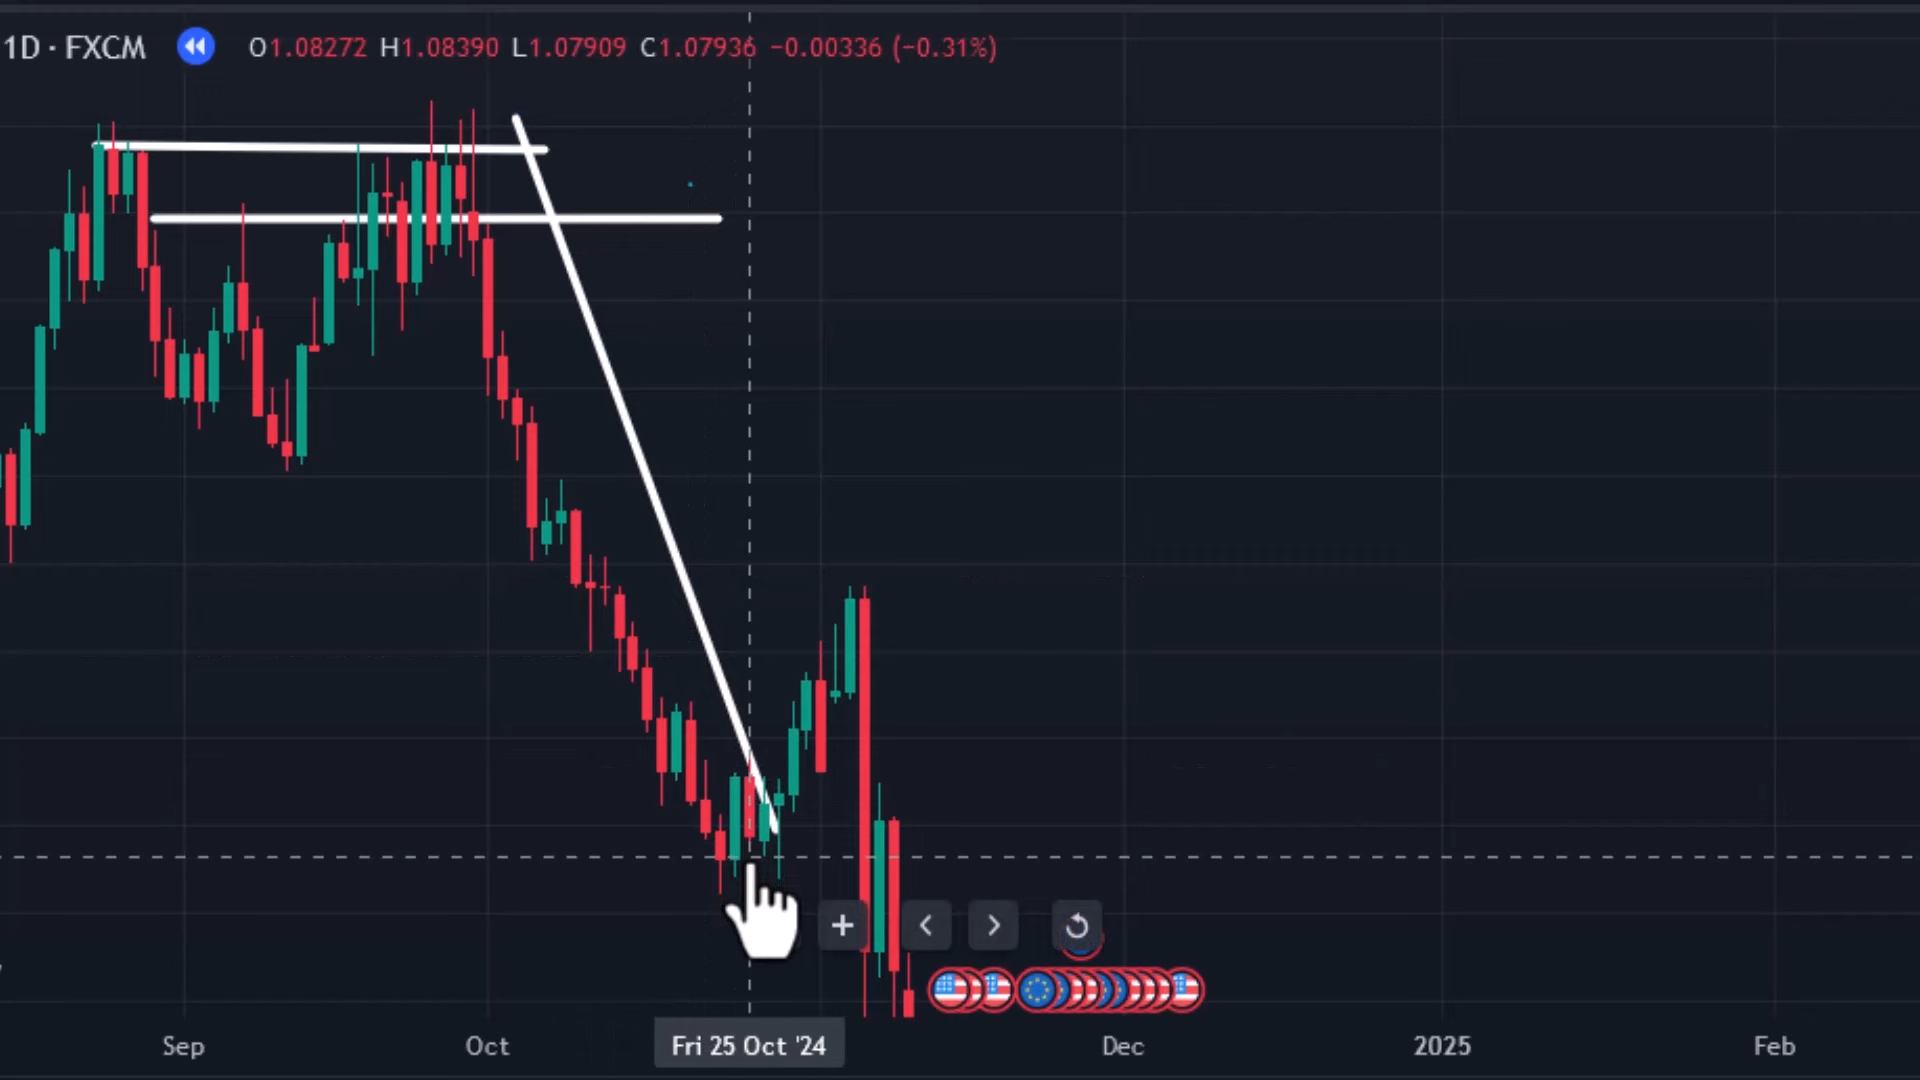 1D · FXCM O1.08272 H1.08390 L1.07909 C1.07936 −0.00336 (−0.31%)
Sep Oct Fri 25 Oct '24 Dec 2025 Feb